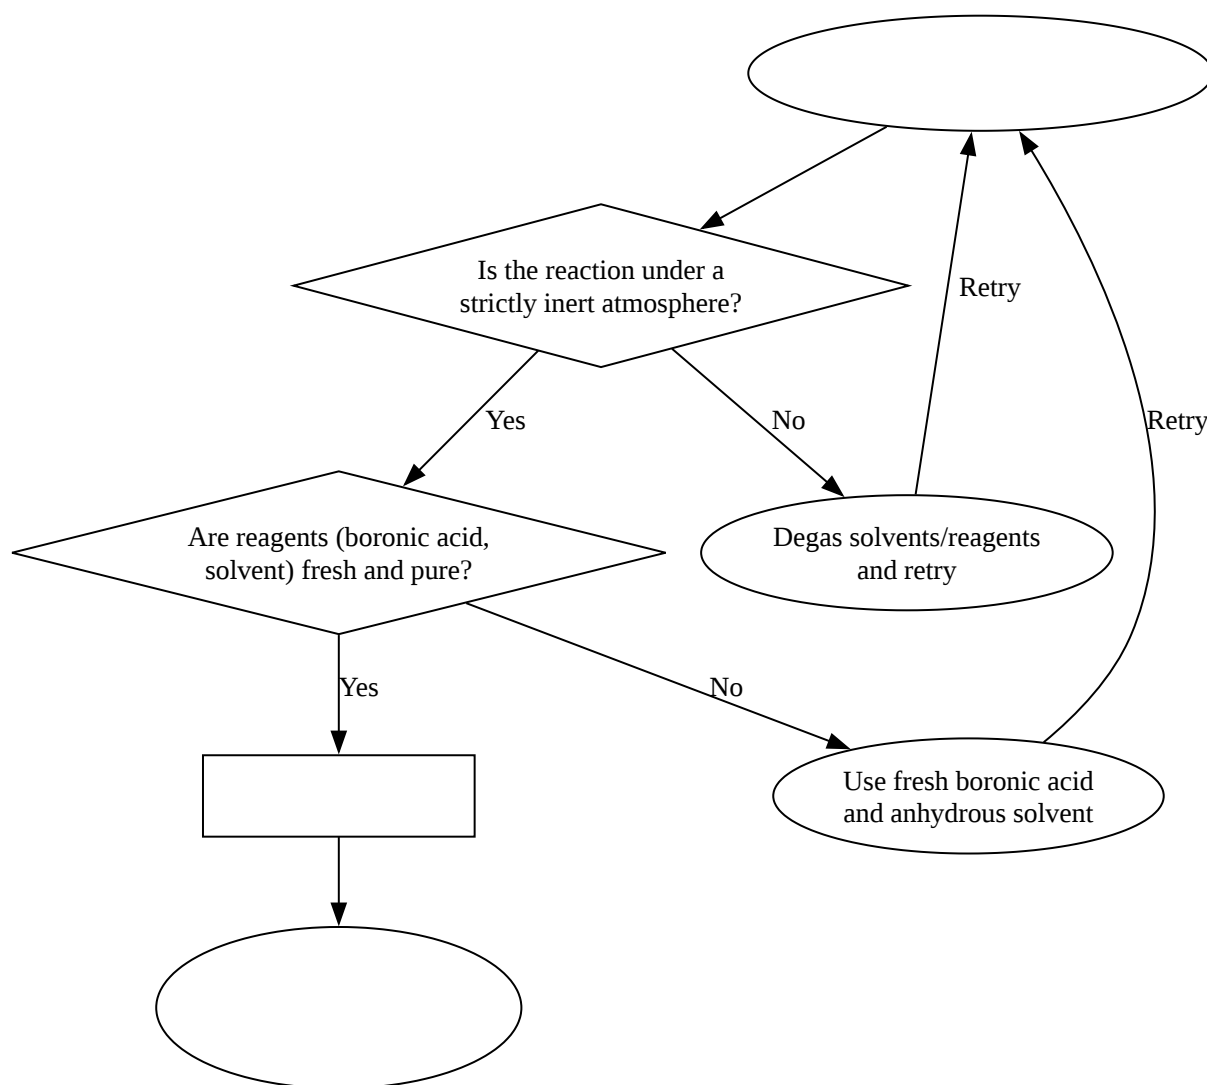 Is the reaction under a
strictly inert atmosphere?
Retry
Yes
No
Retry
Are reagents (boronic acid,
solvent) fresh and pure?
Degas solvents/reagents
and retry
Yes
No
Use fresh boronic acid
and anhydrous solvent